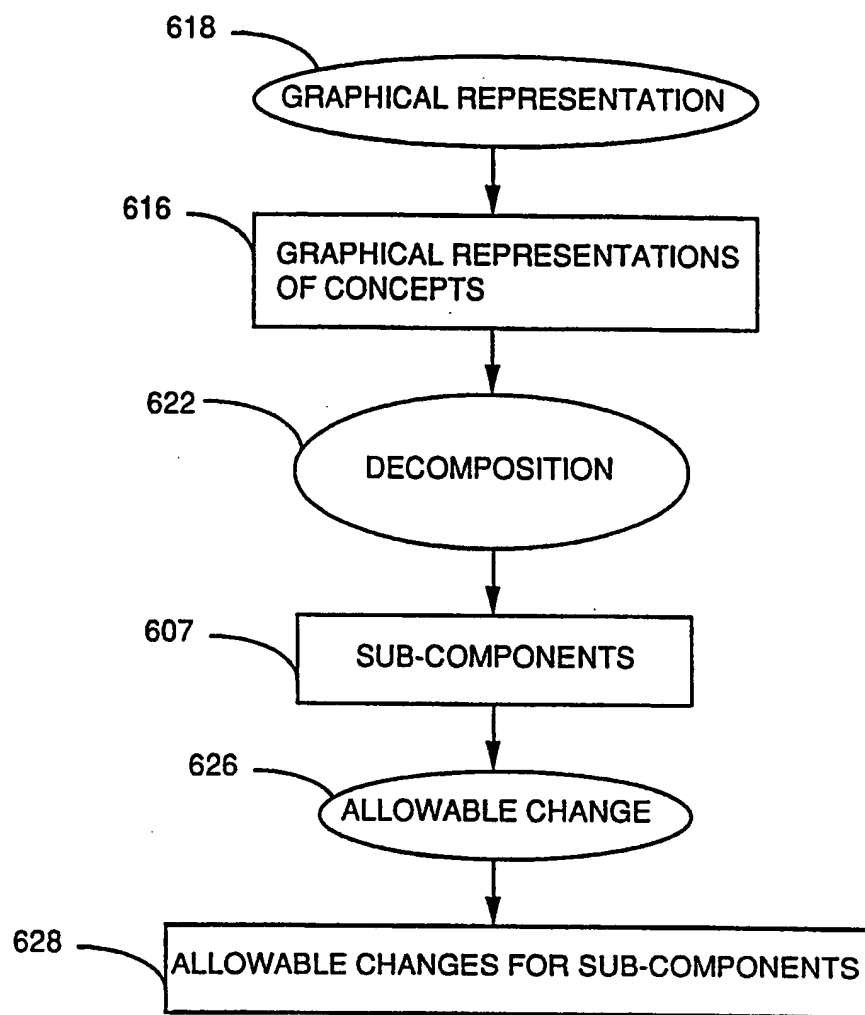 618
GRAPHICAL REPRESENTATION
616
GRAPHICAL REPRESENTATIONS
OF CONCEPTS
622
DECOMPOSITION
607
SUB-COMPONENTS
626
ALLOWABLE CHANGE
628
ALLOWABLE CHANGES FOR SUB-COMPONENTS